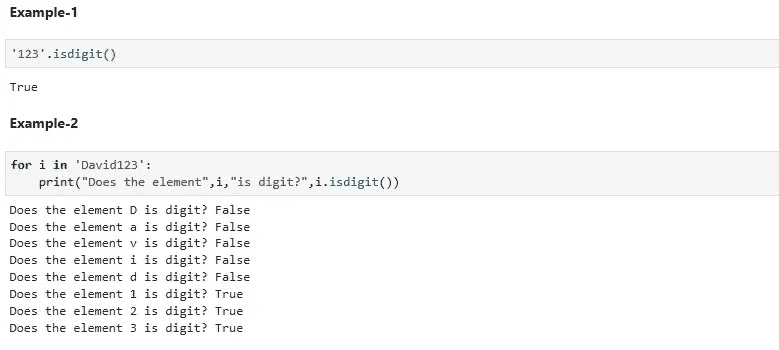 Example-1
'123'.isdigit()
True
Example-2
for i in 'David123':
    print("Does the element",i,"is digit?",i.isdigit())
Does the element D is digit? False
Does the element a is digit? False
Does the element v is digit? False
Does the element i is digit? False
Does the element d is digit? False
Does the element 1 is digit? True
Does the element 2 is digit? True
Does the element 3 is digit? True